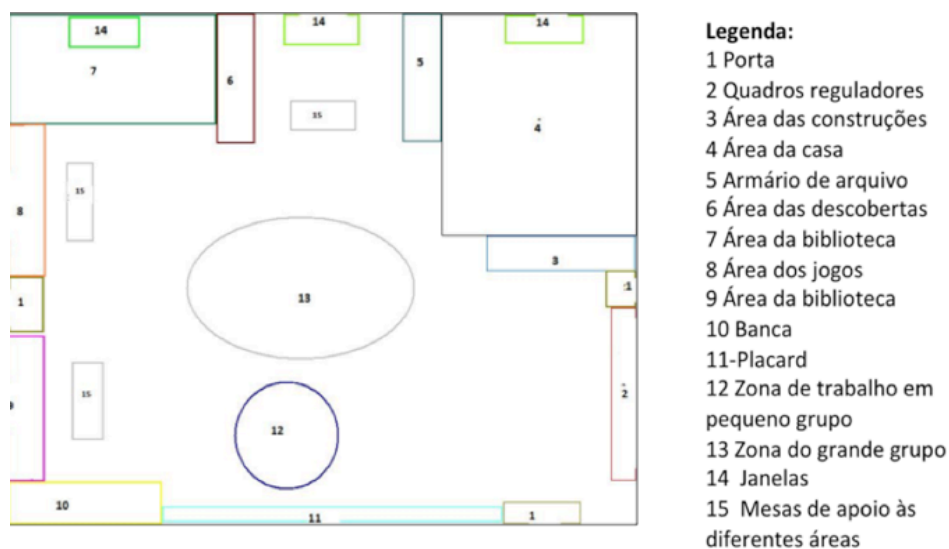 14
14
14
7
6
5
15
4
15
8
3
1
13
1
15
2
12
10
11
1
Legenda:
1 Porta
2 Quadros reguladores
3 Área das construções
4 Área da casa
5 Armário de arquivo
6 Área das descobertas
7 Área da biblioteca
8 Área dos jogos
9 Área da biblioteca
10 Banca
11-Placard
12 Zona de trabalho em
pequeno grupo
13 Zona do grande grupo
14 Janelas
15 Mesas de apoio às
diferentes áreas